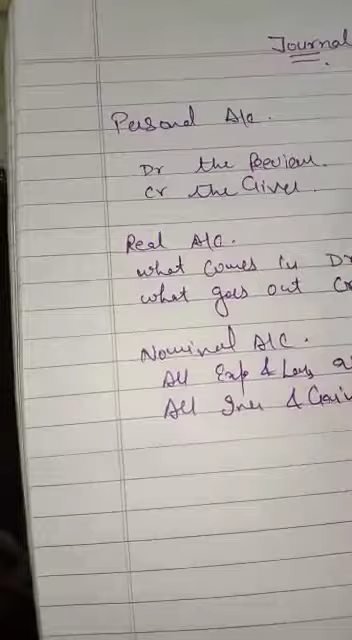 Journal
Personal A/c.
Dr the Receiver.
Cr the Giver.
Real A/c.
what comes in Dr
what goes out Cr
Nominal A/c.
All Exp & Loss
All Inc & Gain